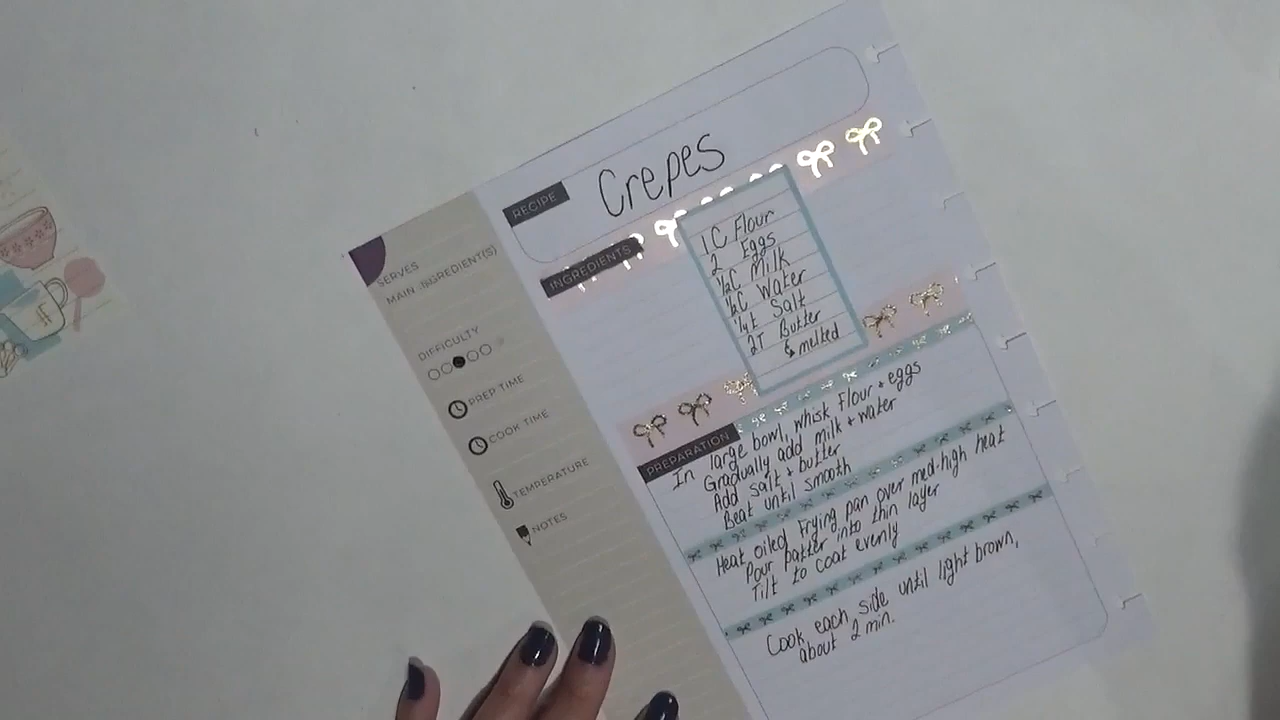 RECIPE
Crepes
SERVES
MAIN INGREDIENT(S)
DIFFICULTY
PREP TIME
COOK TIME
TEMPERATURE
NOTES
INGREDIENTS
1 C Flour
2 Eggs
1/2C Milk
1/2C Water
1/4t Salt
2T Butter
↳ melted
PREPARATION
In large bowl, whisk Flour + eggs
Gradually add milk + water
Add salt + butter
Beat until smooth
Heat oiled Frying pan over med-high heat
Pour batter into thin layer
Tilt to coat evenly
Cook each side until light brown,
about 2 min.